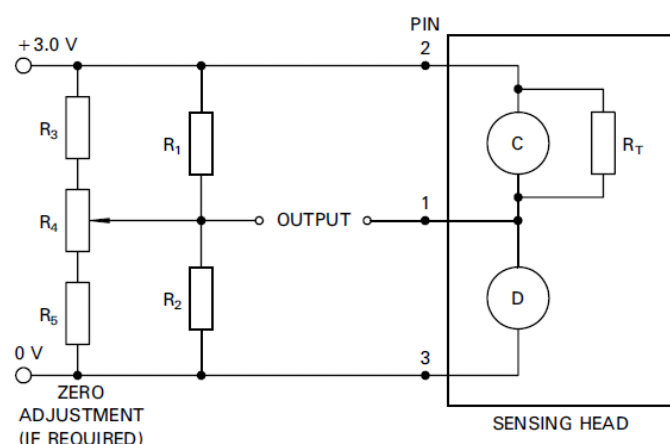 PIN
+3.0 V
2
R3
R1
C
RT
R4
OUTPUT
1
R5
R2
D
0 V
3
ZERO
ADJUSTMENT
(IF REQUIRED)
SENSING HEAD